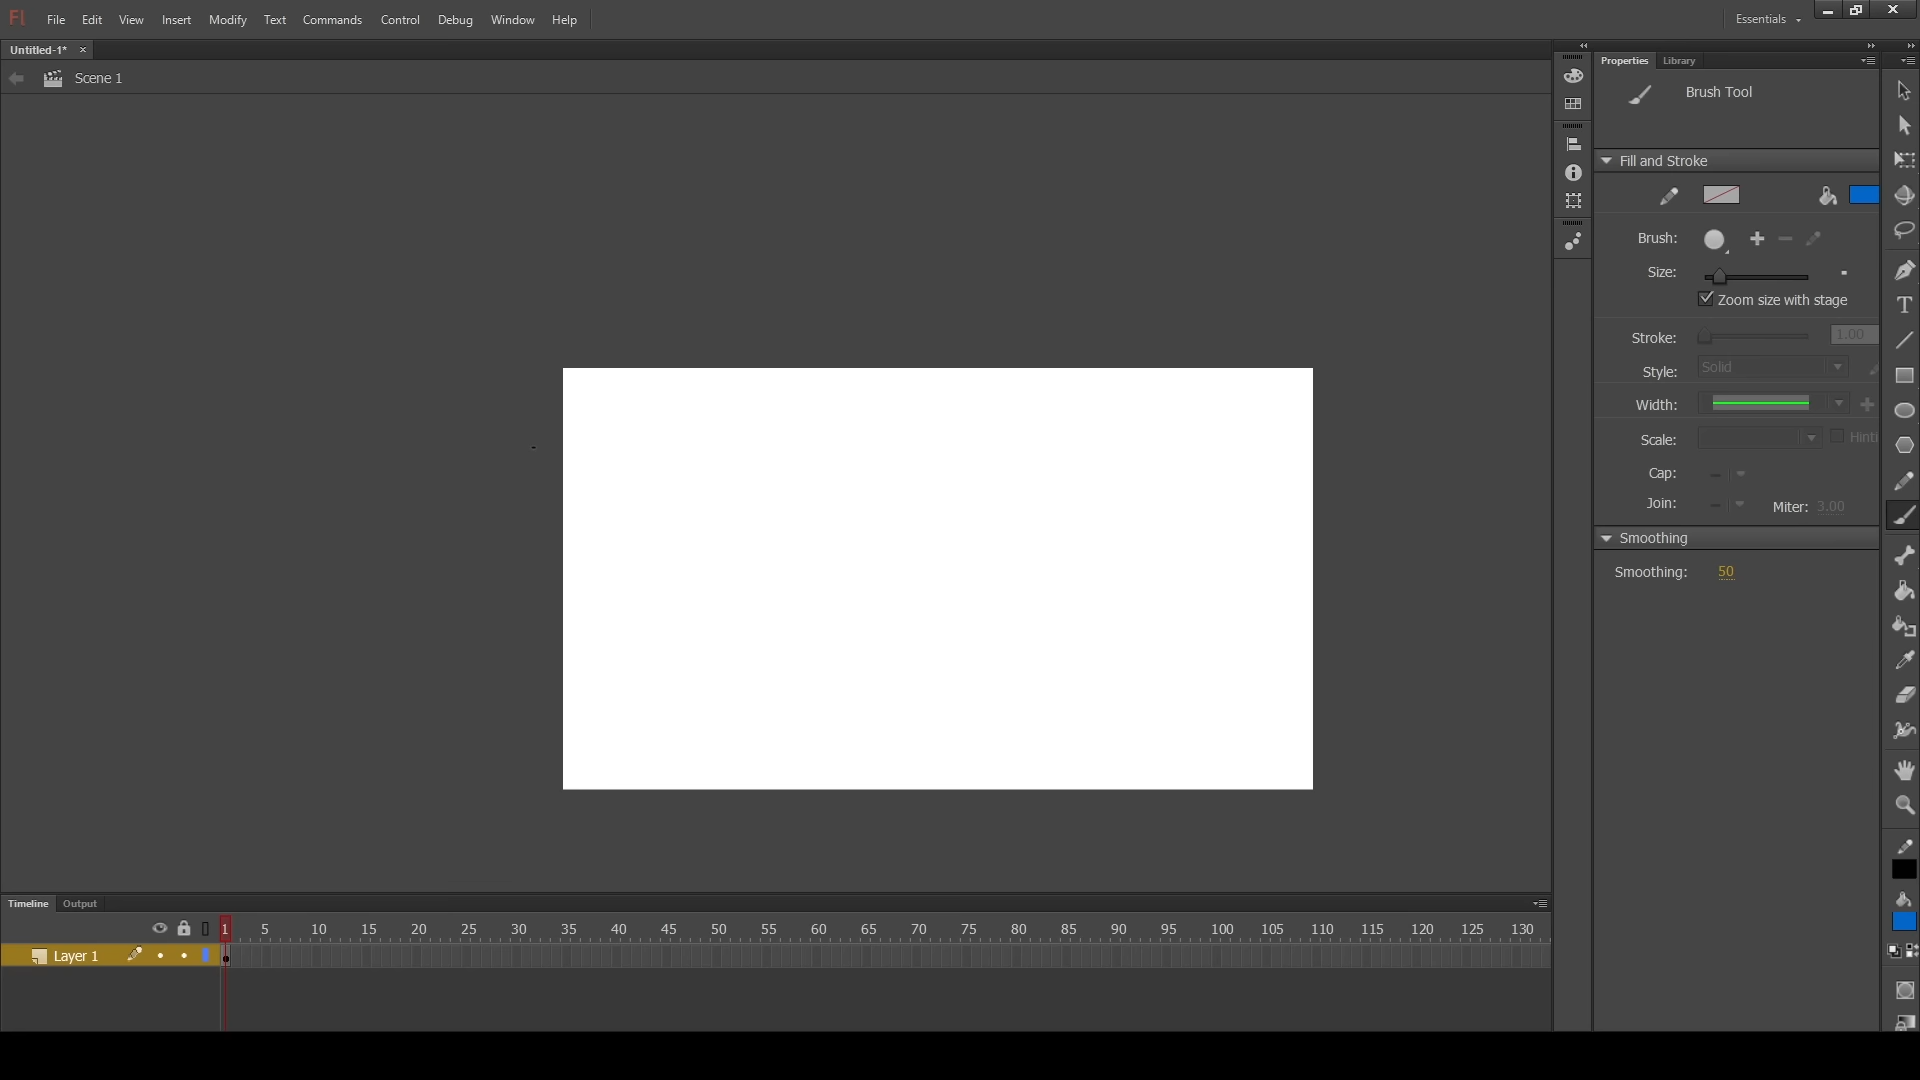 Fl File Edit View Insert Modify Text Commands Control Debug Window Help Essentials
Untitled-1* ×
Scene 1
Properties Library
Brush Tool
Fill and Stroke
Brush:
Size:
Zoom size with stage
Stroke: 1.00
Style: Solid
Width:
Scale: Hinti
Cap:
Join: Miter: 3.00
Smoothing
Smoothing: 50
Timeline Output
1 5 10 15 20 25 30 35 40 45 50 55 60 65 70 75 80 85 90 95 100 105 110 115 120 125 130
Layer 1